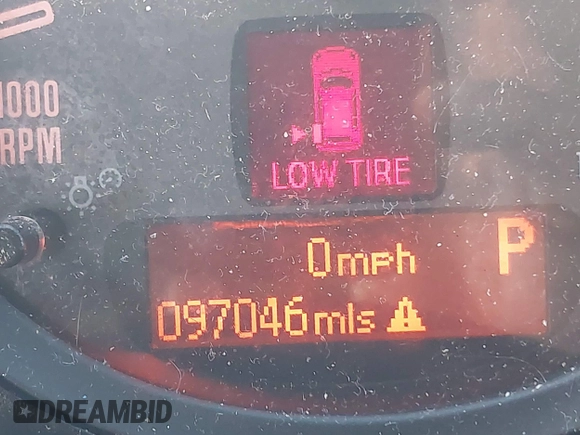 1000
RPM
LOW TIRE
0mph
P
097046mls
DREAMBID